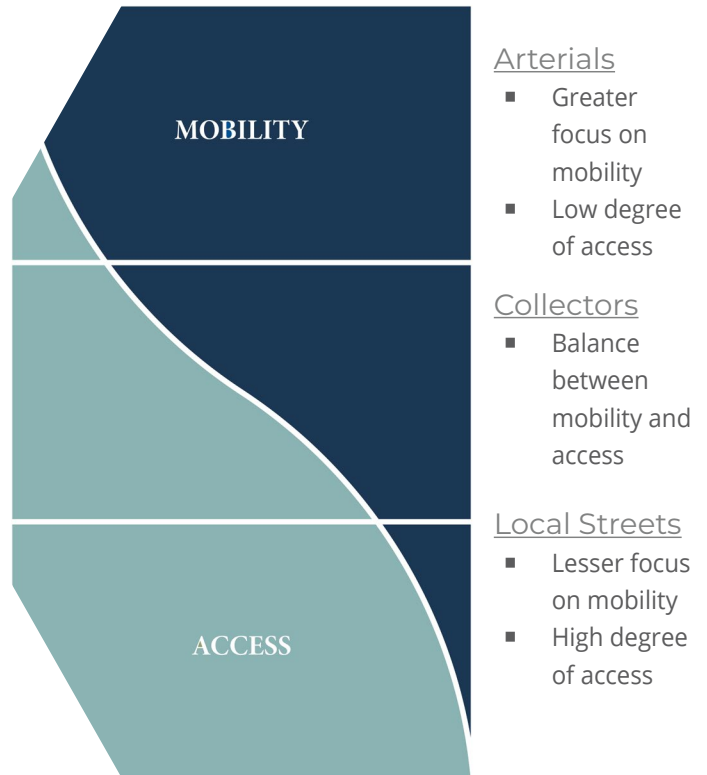 MOBILITY
Arterials
▪ Greater
focus on
mobility
▪ Low degree
of access
Collectors
▪ Balance
between
mobility and
access
Local Streets
▪ Lesser focus
on mobility
▪ High degree
of access
ACCESS